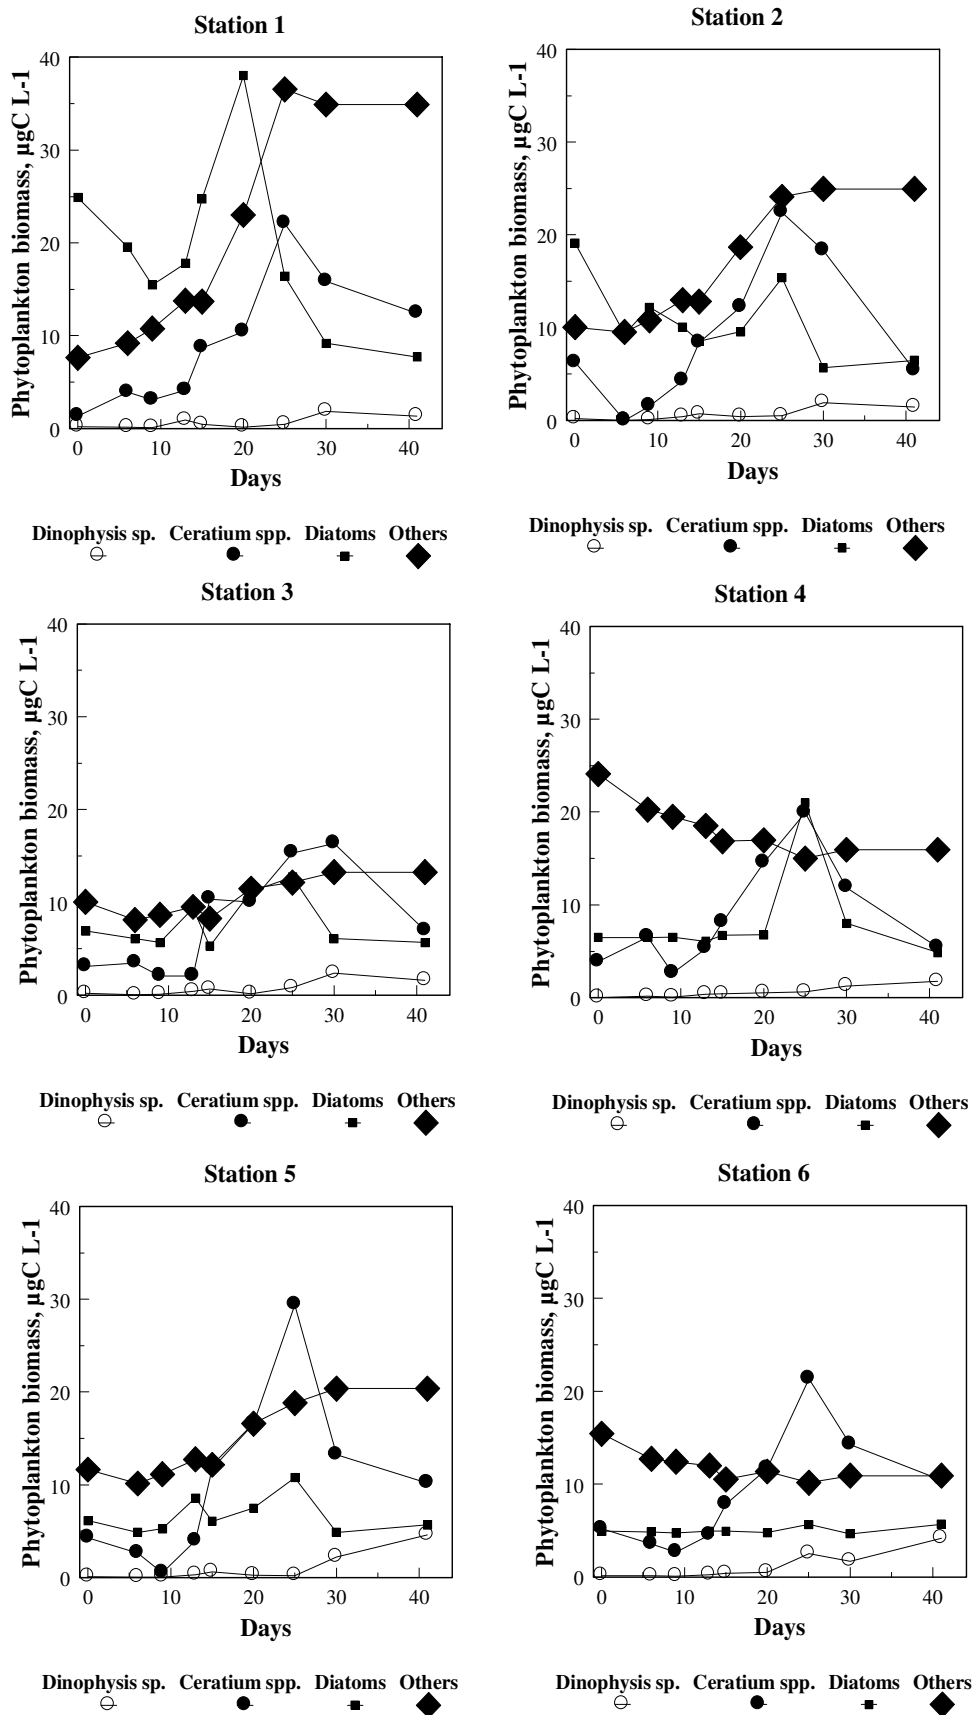 Station 1
Phytoplankton biomass, µgC L-1
40
30
20
10
0
0 10 20 30 40
Days
Dinophysis sp. Ceratium spp. Diatoms Others
Station 2
Phytoplankton biomass, µgC L-1
40
30
20
10
0
0 10 20 30 40
Days
Dinophysis sp. Ceratium spp. Diatoms Others
Station 3
Phytoplankton biomass, µgC L-1
40
30
20
10
0
0 10 20 30 40
Days
Dinophysis sp. Ceratium spp. Diatoms Others
Station 4
Phytoplankton biomass, µgC L-1
40
30
20
10
0
0 10 20 30 40
Days
Dinophysis sp. Ceratium spp. Diatoms Others
Station 5
Phytoplankton biomass, µgC L-1
40
30
20
10
0
0 10 20 30 40
Days
Dinophysis sp. Ceratium spp. Diatoms Others
Station 6
Phytoplankton biomass, µgC L-1
40
30
20
10
0
0 10 20 30 40
Days
Dinophysis sp. Ceratium spp. Diatoms Others